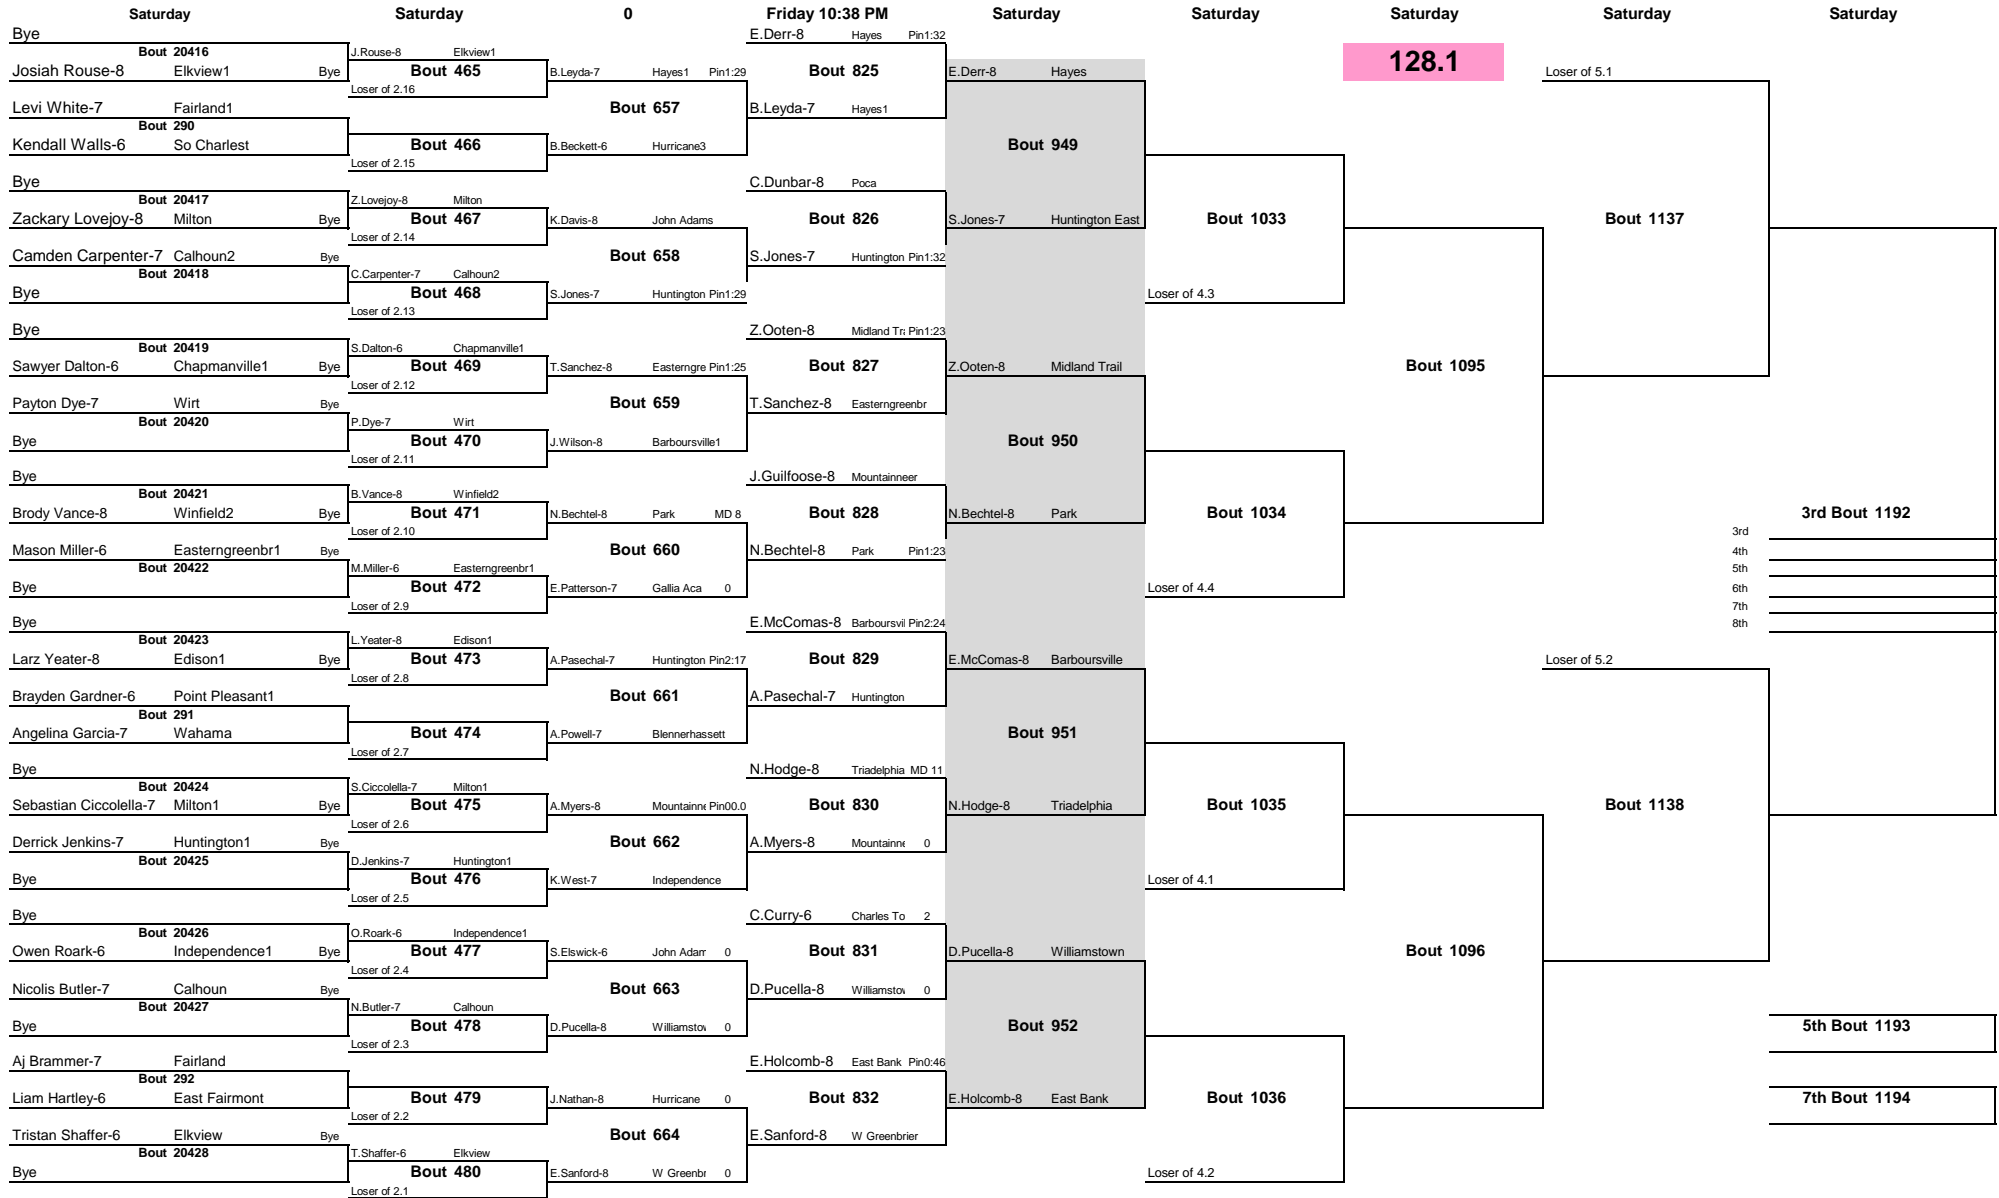 Saturday Saturday 0 Friday 10:38 PM Saturday Saturday Saturday Saturday Saturday
128.1
Bye
Bout 20416
Josiah Rouse-8 Elkview1 Bye
Levi White-7 Fairland1
Bout 290
Kendall Walls-6 So Charlest
Bye
Bout 20417
Zackary Lovejoy-8 Milton Bye
Camden Carpenter-7 Calhoun2 Bye
Bout 20418
Bye
Bye
Bout 20419
Sawyer Dalton-6 Chapmanville1 Bye
Payton Dye-7 Wirt Bye
Bout 20420
Bye
Bye
Bout 20421
Brody Vance-8 Winfield2 Bye
Mason Miller-6 Easterngreenbr1 Bye
Bout 20422
Bye
Bye
Bout 20423
Larz Yeater-8 Edison1 Bye
Brayden Gardner-6 Point Pleasant1
Bout 291
Angelina Garcia-7 Wahama
Bye
Bout 20424
Sebastian Ciccolella-7 Milton1 Bye
Derrick Jenkins-7 Huntington1 Bye
Bout 20425
Bye
Bye
Bout 20426
Owen Roark-6 Independence1 Bye
Nicolis Butler-7 Calhoun Bye
Bout 20427
Bye
Aj Brammer-7 Fairland
Bout 292
Liam Hartley-6 East Fairmont
Tristan Shaffer-6 Elkview Bye
Bout 20428
Bye
J.Rouse-8 Elkview1
Bout 465
Loser of 2.16
Bout 466
Loser of 2.15
Z.Lovejoy-8 Milton
Bout 467
Loser of 2.14
C.Carpenter-7 Calhoun2
Bout 468
Loser of 2.13
S.Dalton-6 Chapmanville1
Bout 469
Loser of 2.12
P.Dye-7 Wirt
Bout 470
Loser of 2.11
B.Vance-8 Winfield2
Bout 471
Loser of 2.10
M.Miller-6 Easterngreenbr1
Bout 472
Loser of 2.9
L.Yeater-8 Edison1
Bout 473
Loser of 2.8
Bout 474
Loser of 2.7
S.Ciccolella-7 Milton1
Bout 475
Loser of 2.6
D.Jenkins-7 Huntington1
Bout 476
Loser of 2.5
O.Roark-6 Independence1
Bout 477
Loser of 2.4
N.Butler-7 Calhoun
Bout 478
Loser of 2.3
Bout 479
Loser of 2.2
T.Shaffer-6 Elkview
Bout 480
Loser of 2.1
B.Leyda-7 Hayes1 Pin1:29
Bout 657
B.Beckett-6 Hurricane3
K.Davis-8 John Adams
Bout 658
S.Jones-7 Huntington Pin1:29
T.Sanchez-8 Easterngre Pin1:25
Bout 659
J.Wilson-8 Barboursville1
N.Bechtel-8 Park MD 8
Bout 660
E.Patterson-7 Gallia Aca 0
A.Pasechal-7 Huntington Pin2:17
Bout 661
A.Powell-7 Blennerhassett
A.Myers-8 Mountainne Pin00.0
Bout 662
K.West-7 Independence
S.Elswick-6 John Adam 0
Bout 663
D.Pucella-8 Williamstov 0
J.Nathan-8 Hurricane 0
Bout 664
E.Sanford-8 W Greenbr 0
E.Derr-8 Hayes Pin1:32
Bout 825
B.Leyda-7 Hayes1
C.Dunbar-8 Poca
Bout 826
S.Jones-7 Huntington Pin1:32
Z.Ooten-8 Midland Tra Pin1:23
Bout 827
T.Sanchez-8 Easterngreenbr
J.Guilfoose-8 Mountainneer
Bout 828
N.Bechtel-8 Park Pin1:23
E.McComas-8 Barboursvil Pin2:24
Bout 829
A.Pasechal-7 Huntington
N.Hodge-8 Triadelphia MD 11
Bout 830
A.Myers-8 Mountainne 0
C.Curry-6 Charles To 2
Bout 831
D.Pucella-8 Williamstov 0
E.Holcomb-8 East Bank Pin0:46
Bout 832
E.Sanford-8 W Greenbrier
E.Derr-8 Hayes
Bout 949
S.Jones-7 Huntington East
Z.Ooten-8 Midland Trail
Bout 950
N.Bechtel-8 Park
E.McComas-8 Barboursville
Bout 951
N.Hodge-8 Triadelphia
D.Pucella-8 Williamstown
Bout 952
E.Holcomb-8 East Bank
Bout 1033
Loser of 4.3
Bout 1034
Loser of 4.4
Bout 1035
Loser of 4.1
Bout 1036
Loser of 4.2
Bout 1095
Bout 1096
Loser of 5.1
Bout 1137
Loser of 5.2
Bout 1138
3rd Bout 1192
3rd
4th
5th
6th
7th
8th
5th Bout 1193
7th Bout 1194